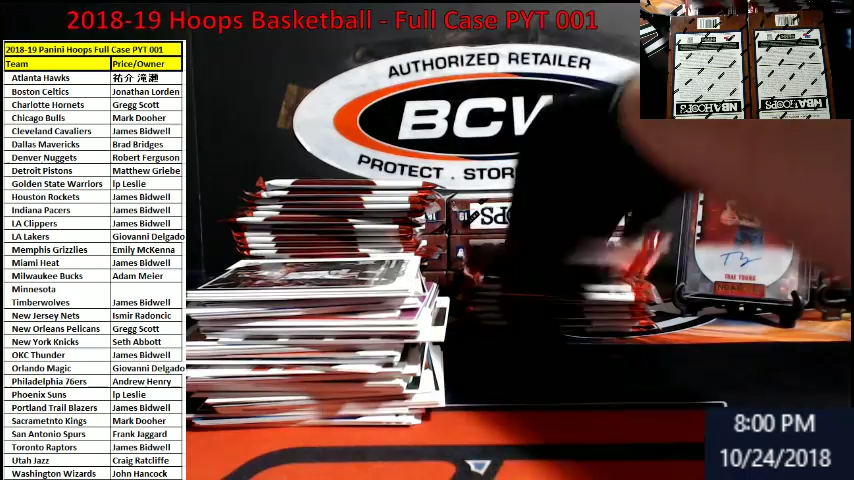 2018-19 Hoops Basketball - Full Case PYT 001
2018-19 Panini Hoops Full Case PYT 001
Team Price/Owner
Atlanta Hawks
Boston Celtics Jonathan Lorden
Charlotte Hornets Gregg Scott
Chicago Bulls Mark Dooher
Cleveland Cavaliers James Bidwell
Dallas Mavericks Brad Bridges
Denver Nuggets Robert Ferguson
Detroit Pistons Matthew Griebe
Golden State Warriors lp Leslie
Houston Rockets James Bidwell
Indiana Pacers James Bidwell
LA Clippers James Bidwell
LA Lakers Giovanni Delgado
Memphis Grizzlies Emily McKenna
Miami Heat James Bidwell
Milwaukee Bucks Adam Meier
Minnesota
Timberwolves James Bidwell
New Jersey Nets Ismir Radoncic
New Orleans Pelicans Gregg Scott
New York Knicks Seth Abbott
OKC Thunder James Bidwell
Orlando Magic Giovanni Delgado
Philadelphia 76ers Andrew Henry
Phoenix Suns lp Leslie
Portland Trail Blazers James Bidwell
Sacrametnto Kings Mark Dooher
San Antonio Spurs Frank Jaggard
Toronto Raptors James Bidwell
Utah Jazz Craig Ratcliffe
Washington Wizards John Hancock
AUTHORIZED RETAILER
BCW
NBA HOOPS
NBA HOOPS
TRAE YOUNG
8:00 PM
10/24/2018